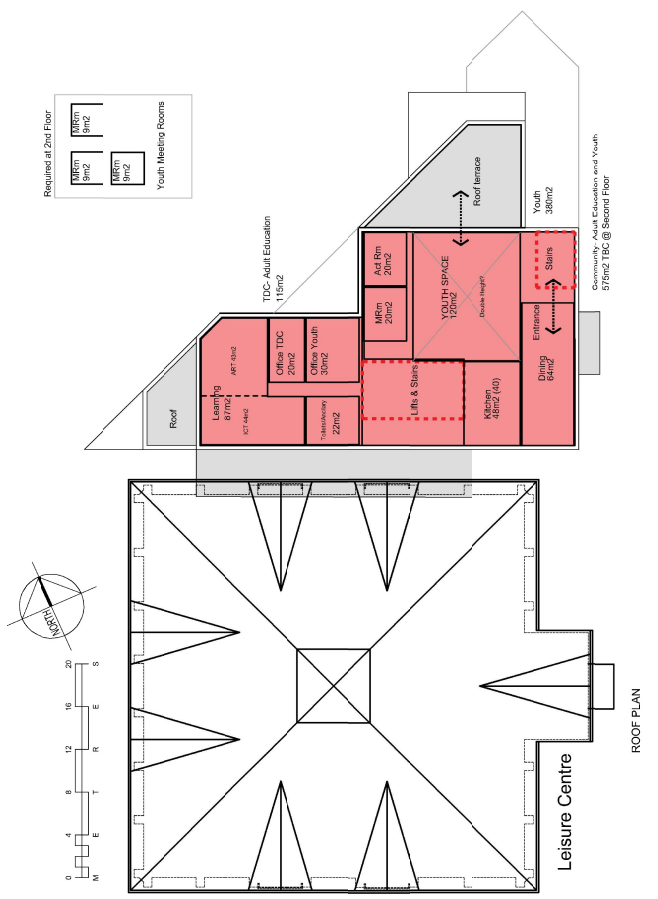 Required at 2nd Floor
MRm
9m2
MRm
9m2
MRm
9m2
Youth Meeting Rooms
TDC- Adult Education
115m2
Roof
Learning
87m2
ART 43m2
ICT 44m2
Office TDC
20m2
Office Youth
30m2
Toilets/Ancilary
22m2
Act Rm
20m2
MRm
20m2
YOUTH SPACE
120m2
Double Height?
Roof terrace
Lifts & Stairs
Kitchen
48m2 (40)
Dining
64m2
Entrance
Stairs
Youth
380m2
Community- Adult Education and Youth
575m2 TBC @ Second Floor
NORTH
0 4 8 12 16 20
M E T R E S
Leisure Centre
ROOF PLAN